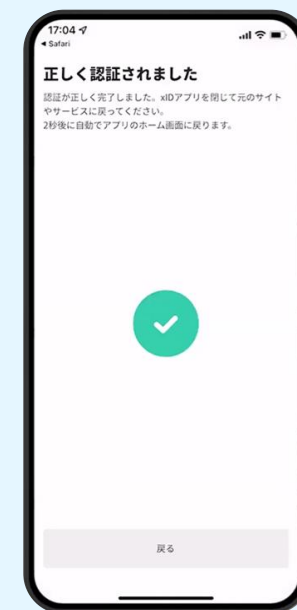 17:04
◀ Safari
正しく認証されました
認証が正しく完了しました。xIDアプリを閉じて元のサイト
やサービスに戻ってください。
2秒後に自動でアプリのホーム画面に戻ります。
戻る